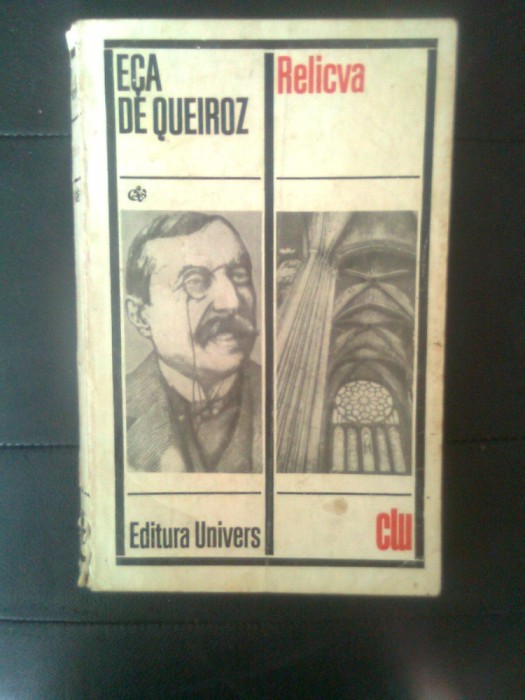 EÇA
DE QUEIROZ
Relicva
Editura Univers
clu